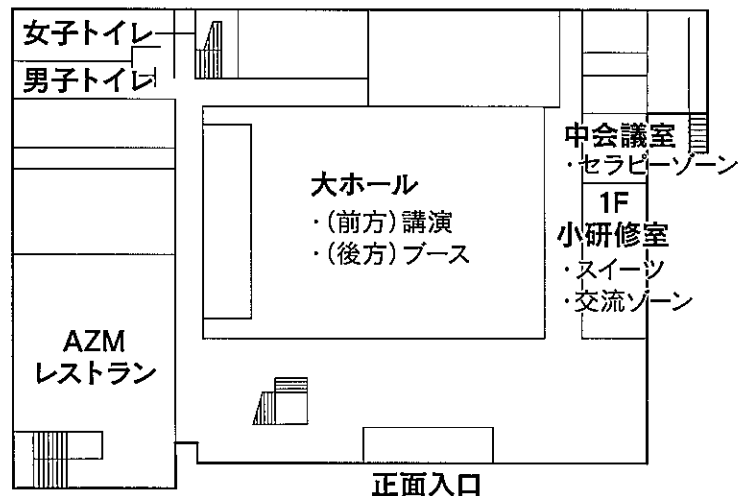 女子トイレ
男子トイレ
大ホール
・(前方)講演
・(後方)ブース
中会議室
・セラピーゾーン
1F
小研修室
・スイーツ
・交流ゾーン
AZM
レストラン
正面入口